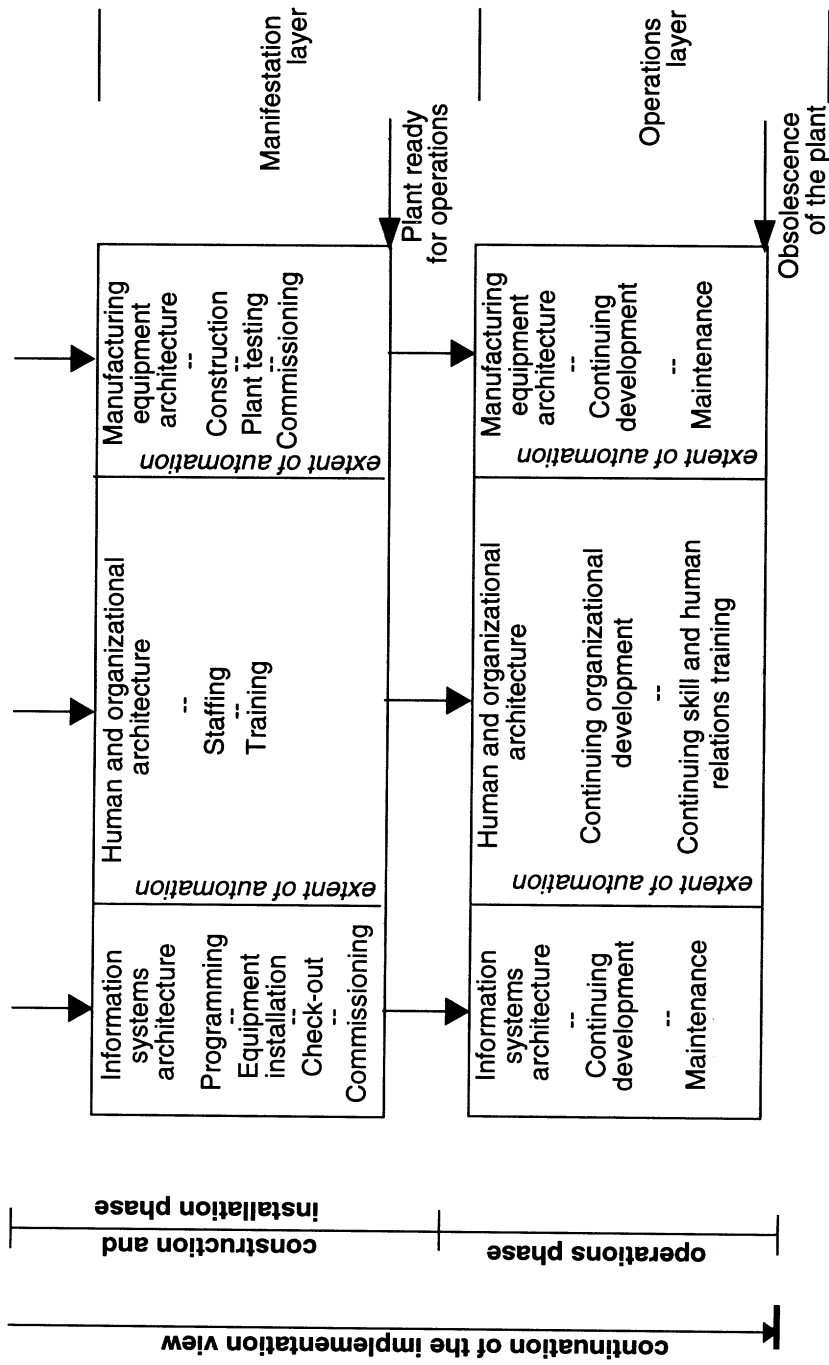 continuation of the implementation view
construction and
installation phase
operations phase
Information
systems
architecture
Programming
--
Equipment
installation
--
Check-out
--
Commissioning
extent of automation
Human and organizational
architecture
--
Staffing
--
Training
extent of automation
Manufacturing
equipment
architecture
--
Construction
--
Plant testing
--
Commissioning
Manifestation
layer
Plant ready
for operations
Information
systems
architecture
--
Continuing
development
--
Maintenance
extent of automation
Human and organizational
architecture
Continuing organizational
development
--
Continuing skill and human
relations training
extent of automation
Manufacturing
equipment
architecture
--
Continuing
development
--
Maintenance
Operations
layer
Obsolescence
of the plant